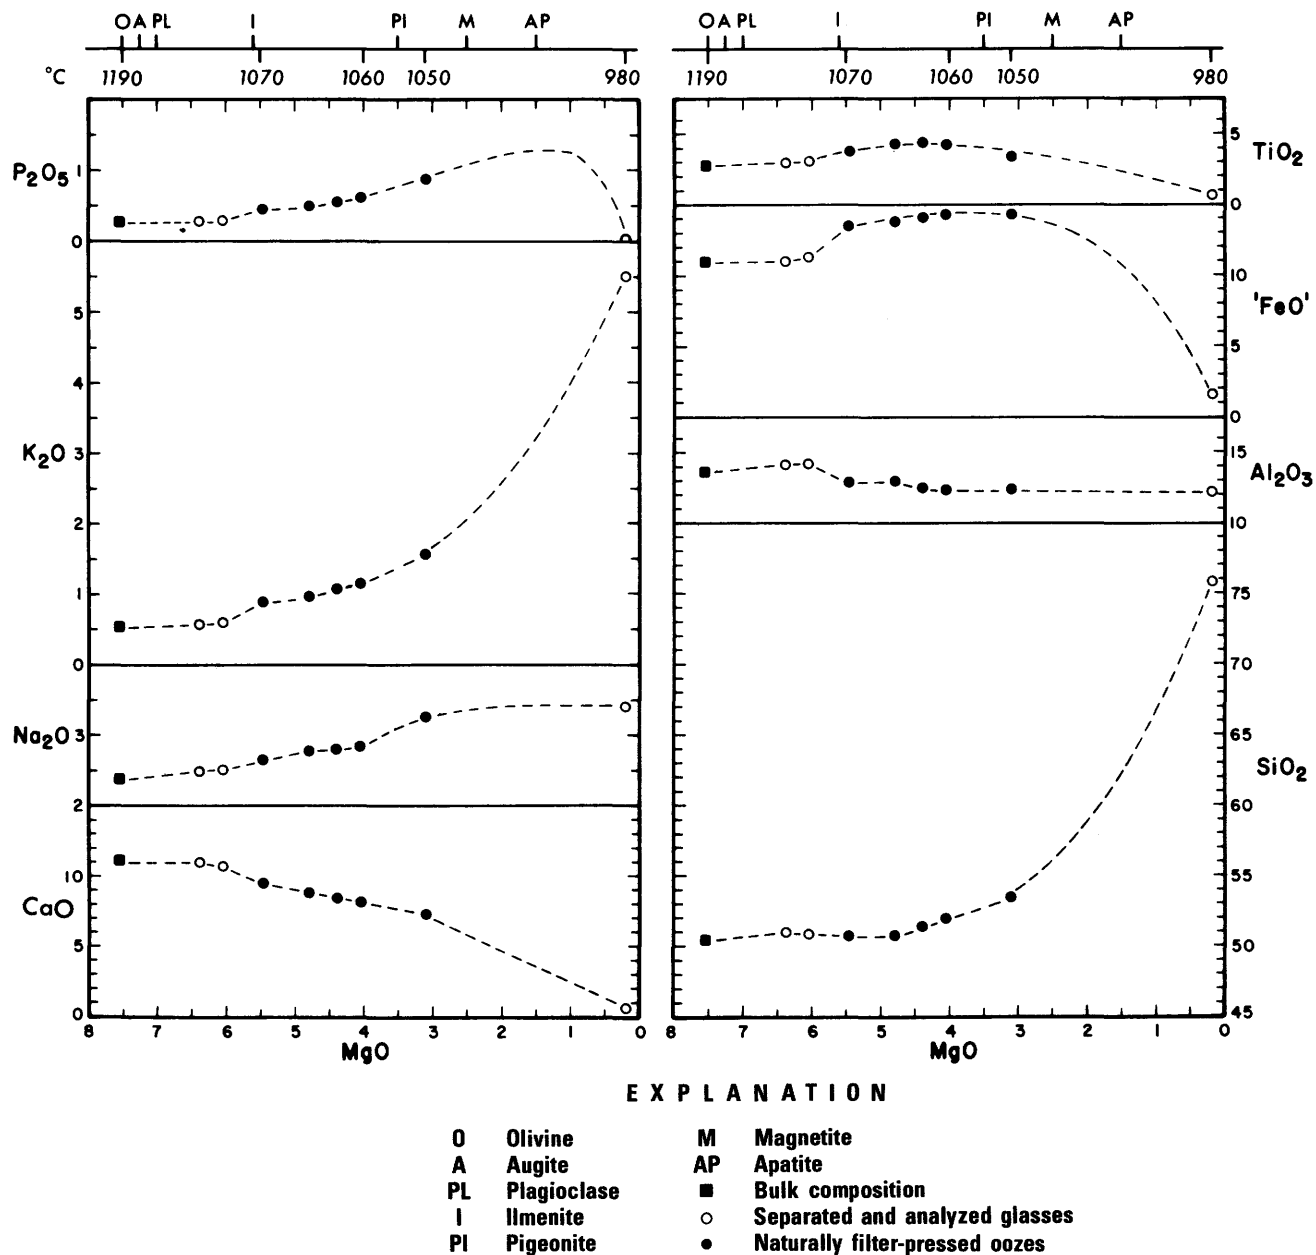 O A PL I PI M AP
°C 1190 1070 1060 1050 980
P2O5 1 0
K2O 5 4 3 2 1 0
Na2O 3 2
CaO 10 5 0
8 7 6 5 4 3 2 1 0
MgO
O A PL I PI M AP
1190 1070 1060 1050 980
5 0 TiO2
10 5 0 'FeO'
15 10 Al2O3
75 70 65 60 55 50 45 SiO2
8 7 6 5 4 3 2 1 0
MgO
EXPLANATION
O Olivine
A Augite
PL Plagioclase
I Ilmenite
PI Pigeonite
M Magnetite
AP Apatite
■ Bulk composition
○ Separated and analyzed glasses
● Naturally filter-pressed oozes